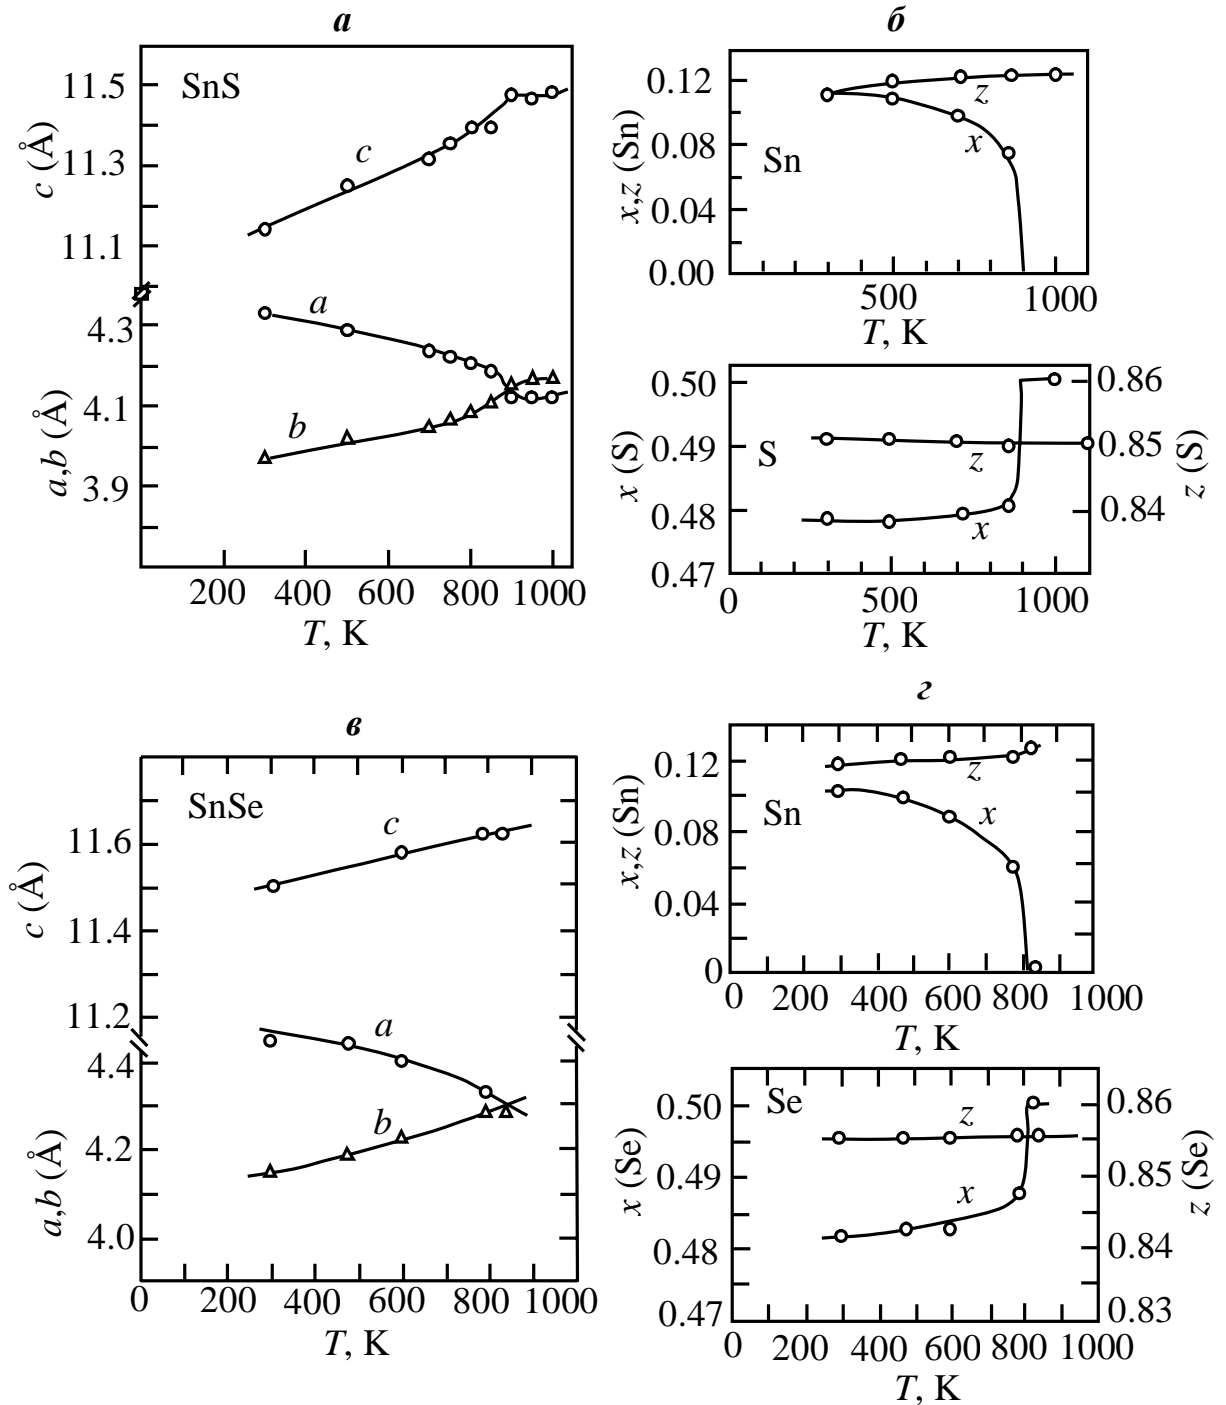 а
SnS
11.5
11.3
11.1
c (Å)
c
a
b
4.3
4.1
3.9
a,b (Å)
200 400 600 800 1000
T, K
б
0.12
0.08
0.04
0.00
x,z (Sn)
Sn
z
x
500 1000
T, K
0.50
0.49
0.48
0.47
x (S)
S
z
x
0.86
0.85
0.84
z (S)
0 500 1000
T, K
в
SnSe
11.6
11.4
11.2
c (Å)
c
a
b
4.4
4.2
4.0
a,b (Å)
0 200 400 600 800 1000
T, K
г
0.12
0.08
0.04
0
x,z (Sn)
Sn
z
x
0 200 400 600 800 1000
T, K
Se
0.50
0.49
0.48
0.47
x (Se)
z
x
0.86
0.85
0.84
0.83
z (Se)
0 200 400 600 800 1000
T, K